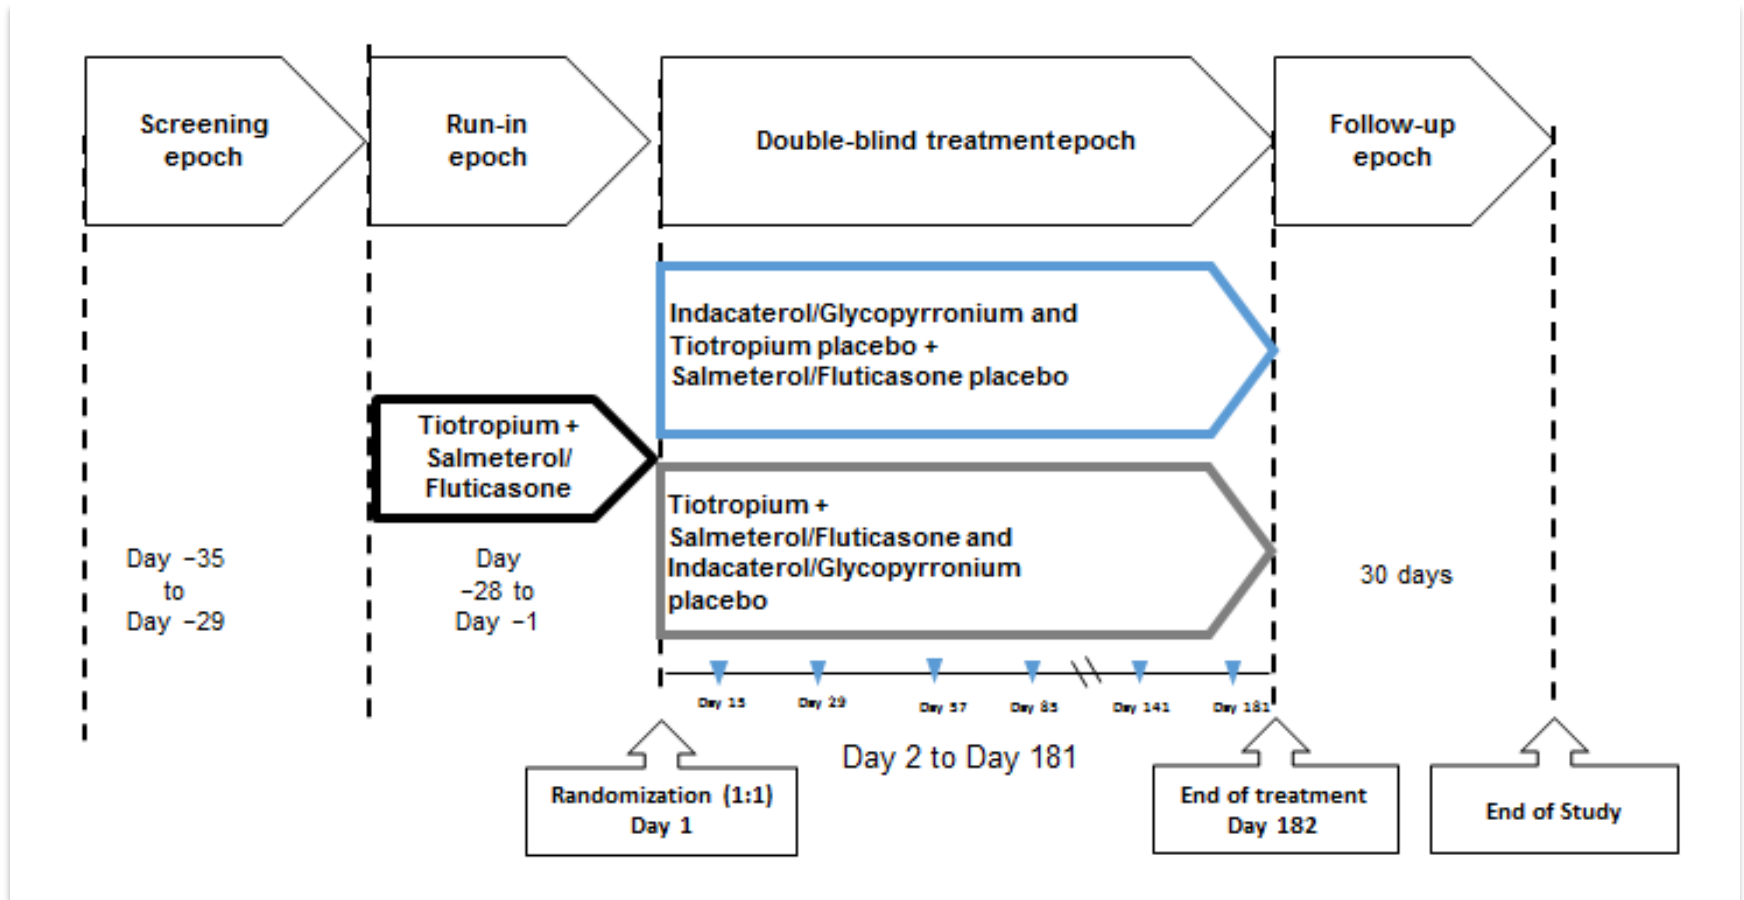 Screening
epoch
Run-in
epoch
Double-blind treatment epoch
Follow-up
epoch
Indacaterol/Glycopyrronium and
Tiotropium placebo +
Salmeterol/Fluticasone placebo
Tiotropium +
Salmeterol/
Fluticasone
Tiotropium +
Salmeterol/Fluticasone and
Indacaterol/Glycopyrronium
placebo
Day −35
to
Day −29
Day
−28 to
Day −1
30 days
Day 15
Day 29
Day 57
Day 85
Day 141
Day 181
Day 2 to Day 181
Randomization (1:1)
Day 1
End of treatment
Day 182
End of Study